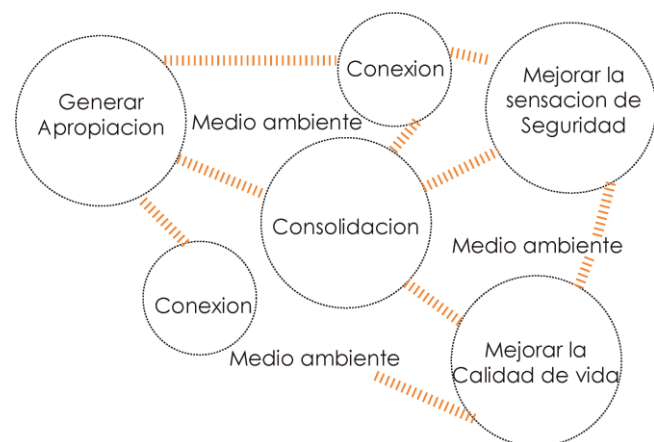 Conexion
Mejorar la
sensacion de
Seguridad
Generar
Apropiacion
Medio ambiente
Consolidacion
Medio ambiente
Conexion
Medio ambiente
Mejorar la
Calidad de vida